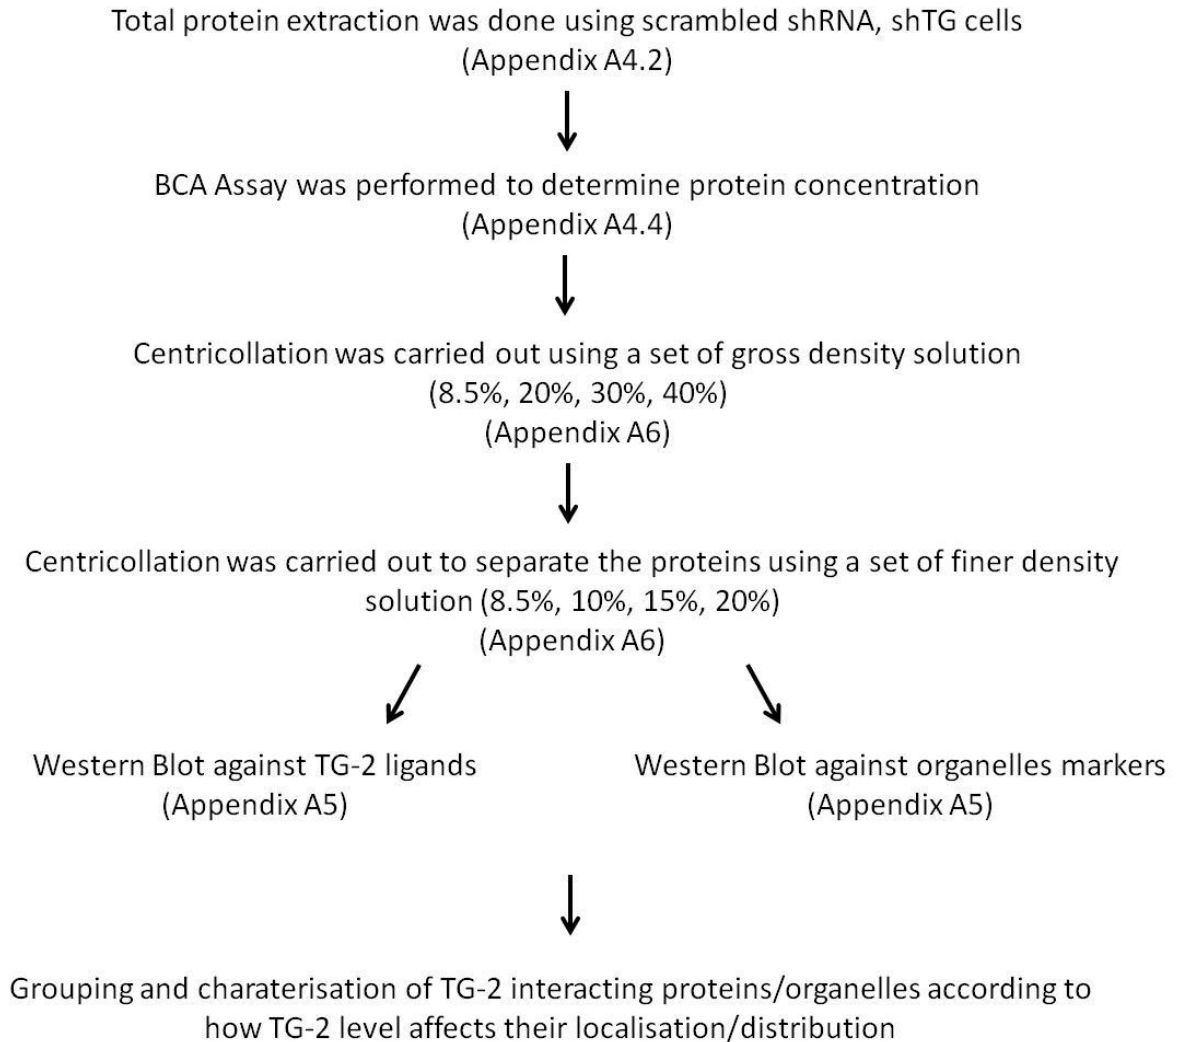 Total protein extraction was done using scrambled shRNA, shTG cells
(Appendix A4.2)
BCA Assay was performed to determine protein concentration
(Appendix A4.4)
Centricollation was carried out using a set of gross density solution
(8.5%, 20%, 30%, 40%)
(Appendix A6)
Centricollation was carried out to separate the proteins using a set of finer density
solution (8.5%, 10%, 15%, 20%)
(Appendix A6)
Western Blot against TG-2 ligands
(Appendix A5)
Western Blot against organelles markers
(Appendix A5)
Grouping and charaterisation of TG-2 interacting proteins/organelles according to
how TG-2 level affects their localisation/distribution